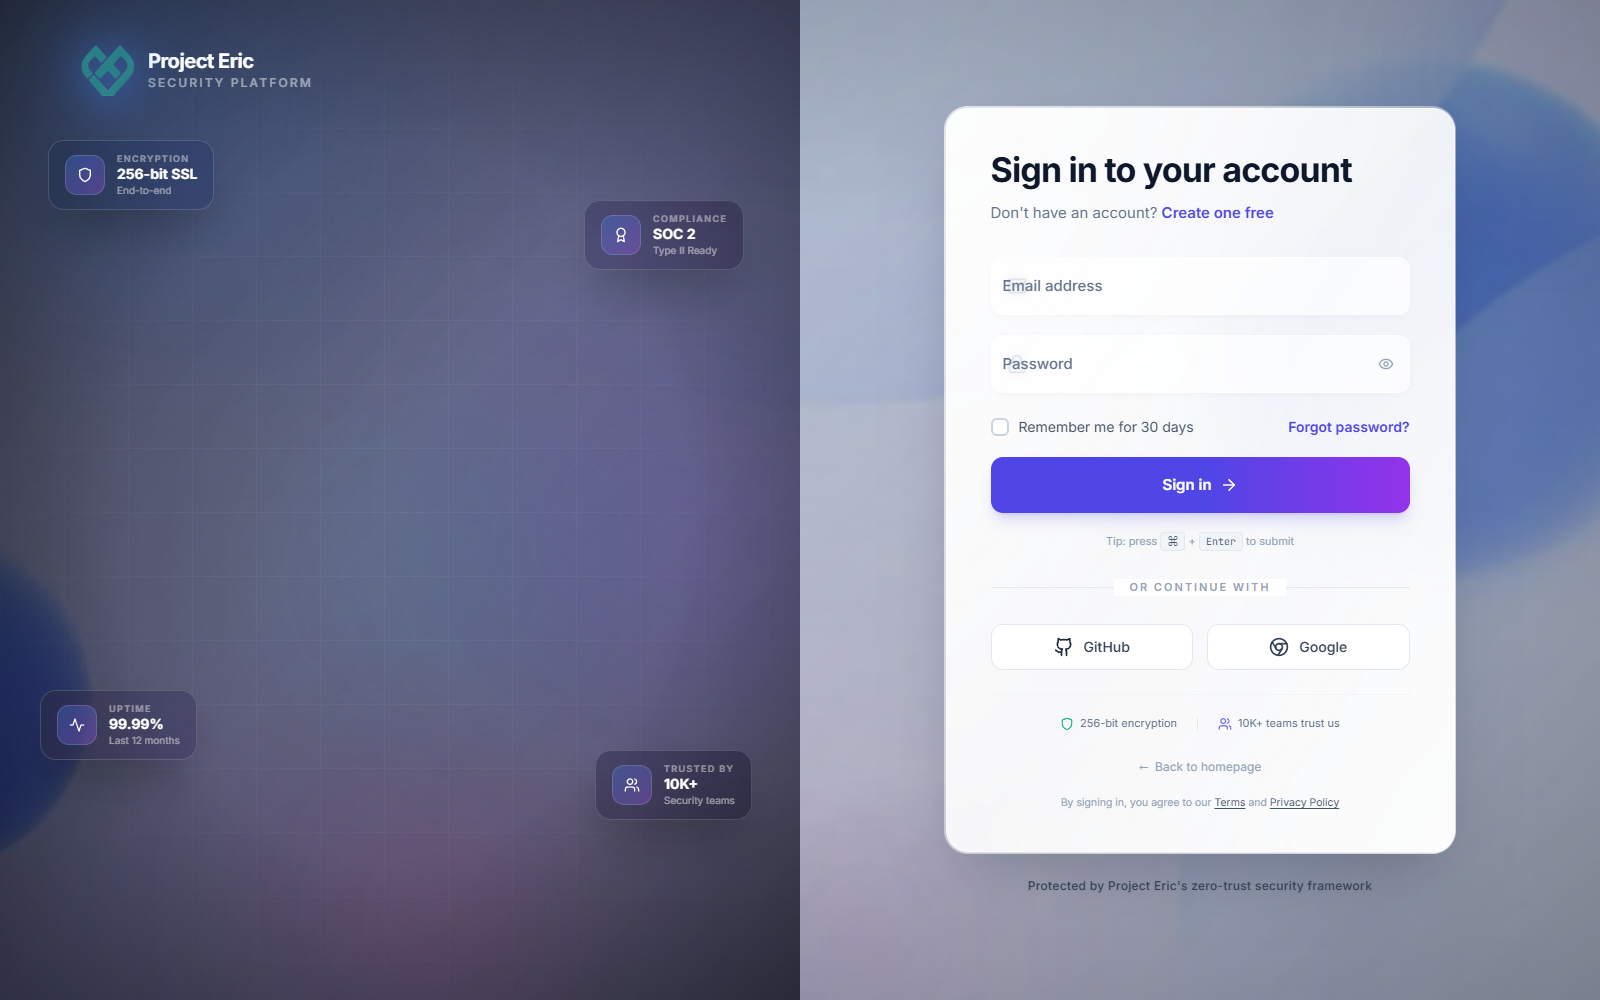 Project Eric
SECURITY PLATFORM
ENCRYPTION
256-bit SSL
End-to-end
COMPLIANCE
SOC 2
Type II Ready
UPTIME
99.99%
Last 12 months
TRUSTED BY
10K+
Security teams
Sign in to your account
Don't have an account? Create one free
Email address
Password
Remember me for 30 days
Forgot password?
Sign in →
Tip: press ⌘ + Enter to submit
OR CONTINUE WITH
GitHub
Google
256-bit encryption
10K+ teams trust us
← Back to homepage
By signing in, you agree to our Terms and Privacy Policy
Protected by Project Eric's zero-trust security framework